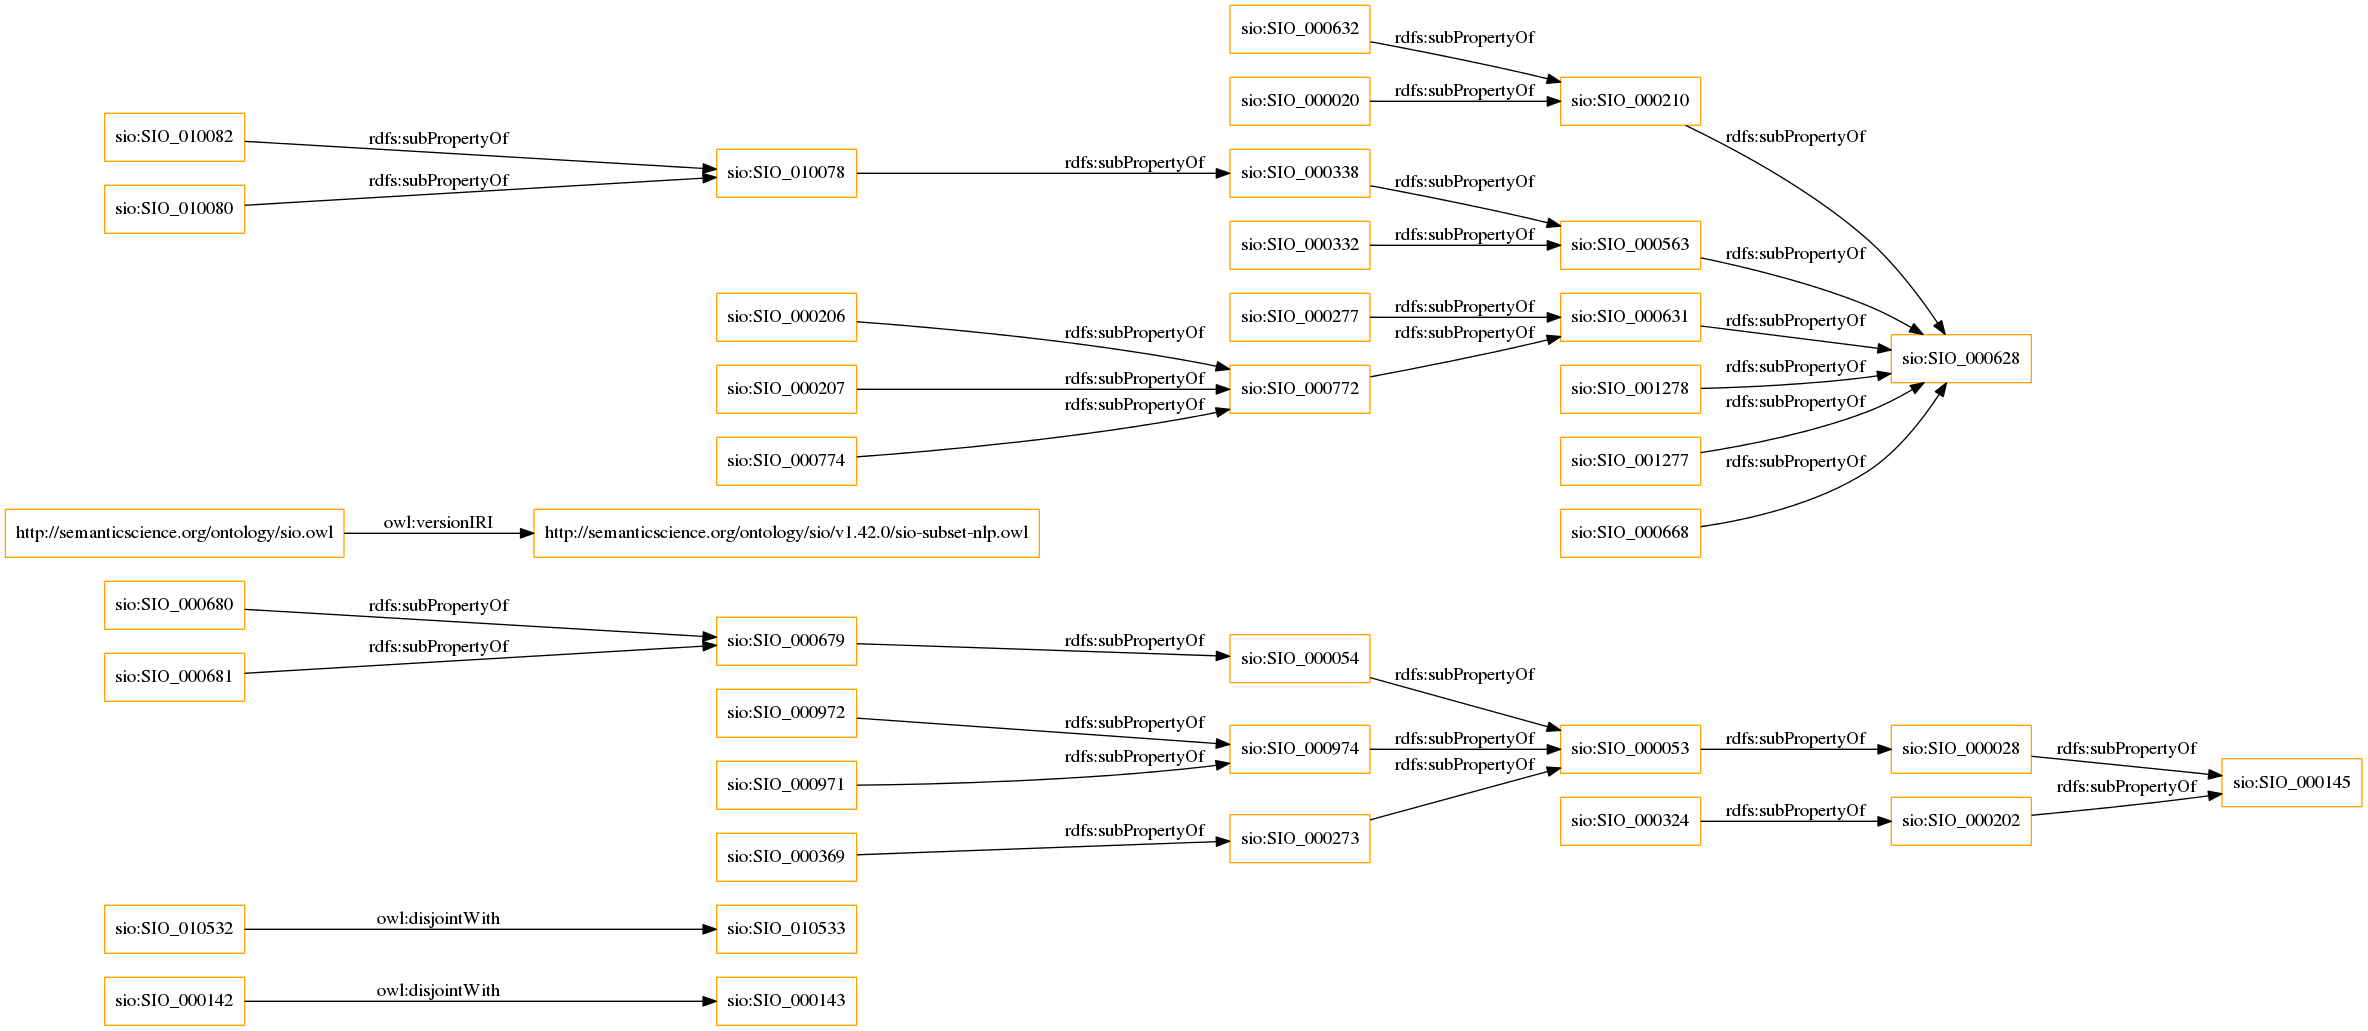 sio:SIO_000632
rdfs:subPropertyOf
sio:SIO_000020
rdfs:subPropertyOf
sio:SIO_000210
rdfs:subPropertyOf
sio:SIO_010082
rdfs:subPropertyOf
sio:SIO_010080
rdfs:subPropertyOf
sio:SIO_010078
rdfs:subPropertyOf
sio:SIO_000338
rdfs:subPropertyOf
sio:SIO_000332
rdfs:subPropertyOf
sio:SIO_000563
rdfs:subPropertyOf
sio:SIO_000206
rdfs:subPropertyOf
sio:SIO_000207
rdfs:subPropertyOf
sio:SIO_000774
rdfs:subPropertyOf
sio:SIO_000277
rdfs:subPropertyOf
sio:SIO_000772
rdfs:subPropertyOf
sio:SIO_000631
rdfs:subPropertyOf
sio:SIO_001278
rdfs:subPropertyOf
sio:SIO_001277
rdfs:subPropertyOf
sio:SIO_000668
rdfs:subPropertyOf
sio:SIO_000628
http://semanticscience.org/ontology/sio.owl
owl:versionIRI
http://semanticscience.org/ontology/sio/v1.42.0/sio-subset-nlp.owl
sio:SIO_000680
rdfs:subPropertyOf
sio:SIO_000681
rdfs:subPropertyOf
sio:SIO_000679
rdfs:subPropertyOf
sio:SIO_000054
rdfs:subPropertyOf
sio:SIO_000972
rdfs:subPropertyOf
sio:SIO_000971
rdfs:subPropertyOf
sio:SIO_000974
rdfs:subPropertyOf
sio:SIO_000369
rdfs:subPropertyOf
sio:SIO_000273
rdfs:subPropertyOf
sio:SIO_000053
rdfs:subPropertyOf
sio:SIO_000028
rdfs:subPropertyOf
sio:SIO_000324
rdfs:subPropertyOf
sio:SIO_000202
rdfs:subPropertyOf
sio:SIO_000145
sio:SIO_010532
owl:disjointWith
sio:SIO_010533
sio:SIO_000142
owl:disjointWith
sio:SIO_000143